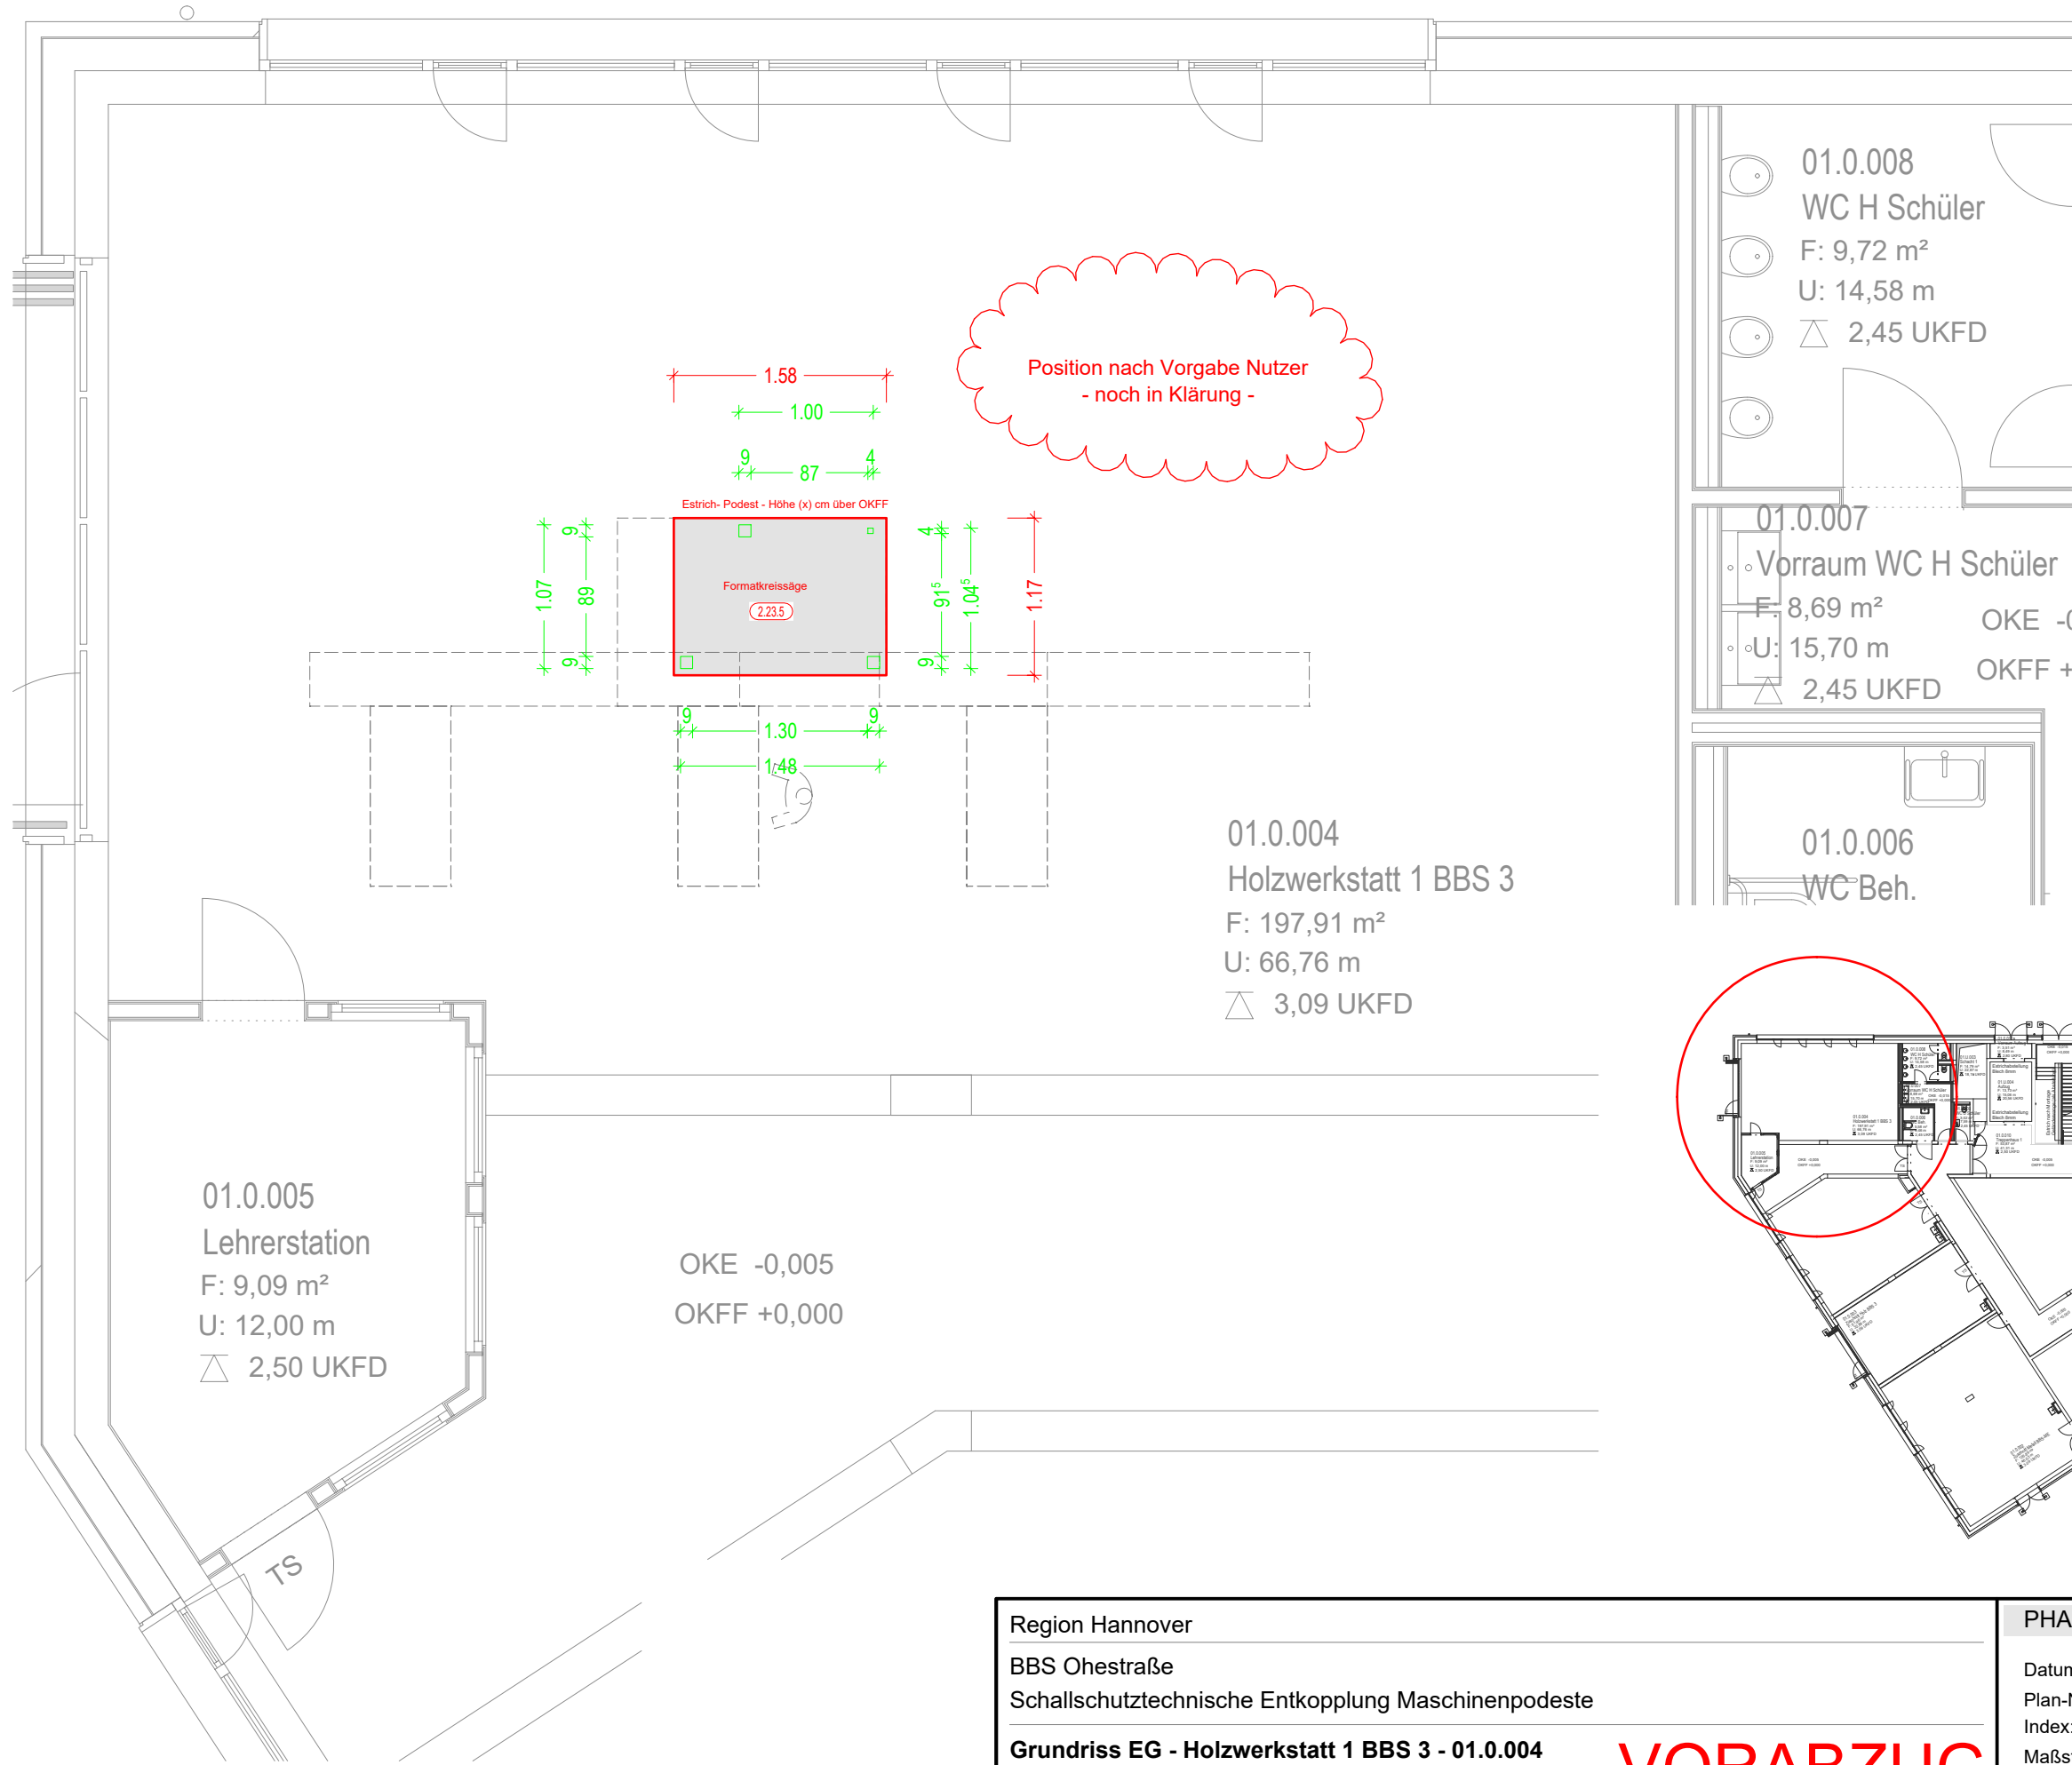 01.0.008
WC H Schüler
F: 9,72 m²
U: 14,58 m
2,45 UKFD
Position nach Vorgabe Nutzer
- noch in Klärung -
1.58
1.00
9
87
4
Estrich- Podest - Höhe (x) cm über OKFF
1.07
9
89
9
Formatkreissäge
2.23.5
4
91⁵
9
1.04⁵
1.17
9
1.30
9
1.48
01.0.007
Vorraum WC H Schüler
F: 8,69 m²
U: 15,70 m
2,45 UKFD
OKE
OKFF
01.0.006
WC Beh.
01.0.004
Holzwerkstatt 1 BBS 3
F: 197,91 m²
U: 66,76 m
3,09 UKFD
01.0.005
Lehrerstation
F: 9,09 m²
U: 12,00 m
2,50 UKFD
OKE -0,005
OKFF +0,000
TS
Region Hannover
BBS Ohestraße
Schallschutztechnische Entkopplung Maschinenpodeste
Grundriss EG - Holzwerkstatt 1 BBS 3 - 01.0.004
VORABZUG
PHA
Datum
Plan-N
Index:
Maßs